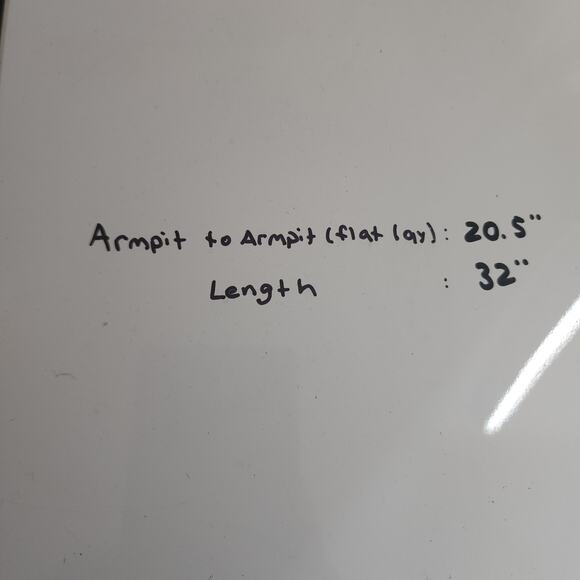 Armpit to Armpit (flat lay): 20.5"
Length : 32"